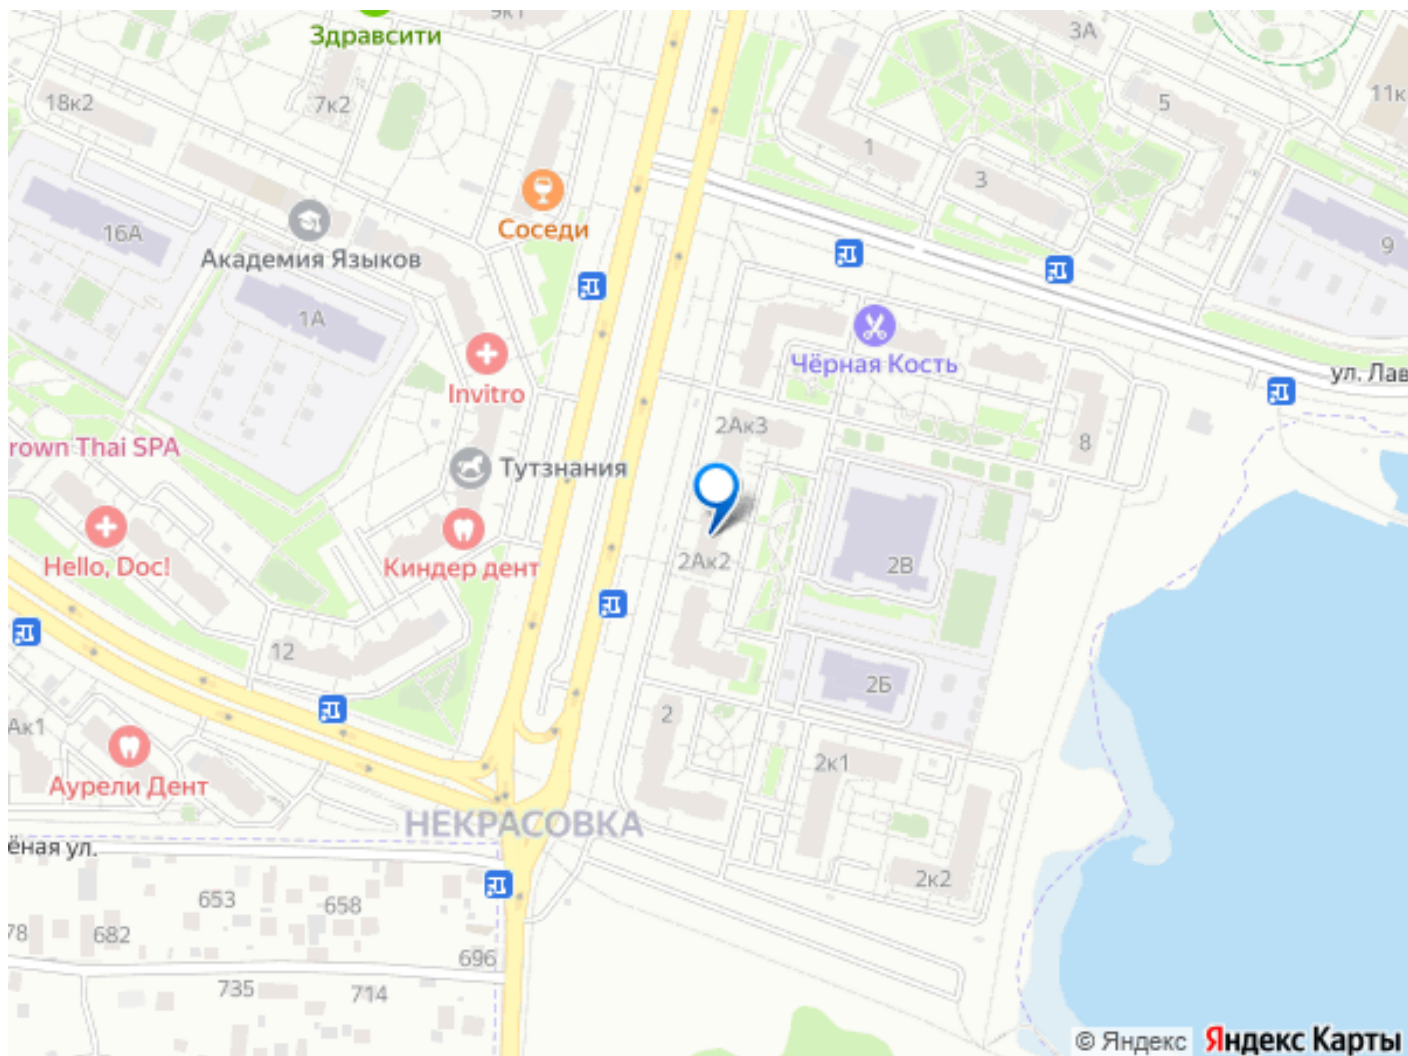 9к1
3А
Здравсити
18к2
7к2
5
11к
1
3
Соседи
16А
Академия Языков
9
1А
Чёрная Кость
ул. Лав
Invitro
2Ак3
8
rown Thai SPA
Тутзнания
Hello, Doc!
Киндер дент
2Ак2
2В
12
2Б
2
Ак1
2к1
Аурели Дент
НЕКРАСОВКА
ёная ул.
2к2
653
658
78
682
696
735
714
© Яндекс
Яндекс Карты